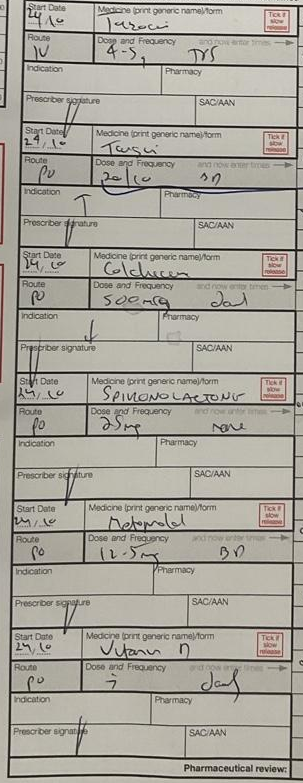 Start Date Medicine (print generic name)/form Tick if slow release
24,10 Tazocin
Route Dose and Frequency and now enter times
IV 4-5g TDS
Indication Pharmacy
Prescriber signature SAC/AAN
Start Date Medicine (print generic name)/form Tick if slow release
24,10 Targin
Route Dose and Frequency and now enter times
PO 20/10 BD
Indication Pharmacy
Prescriber signature SAC/AAN
Start Date Medicine (print generic name)/form Tick if slow release
24,10
Route Dose and Frequency and now enter times
PO 500mcg
Indication Pharmacy
Prescriber signature SAC/AAN
Start Date Medicine (print generic name)/form Tick if slow release
24,10 SPIRONOLACTONE
Route Dose and Frequency and now enter times
PO 25mg
Indication Pharmacy
Prescriber signature SAC/AAN
Start Date Medicine (print generic name)/form Tick if slow release
24,10 Metoprolol
Route Dose and Frequency and now enter times
PO 12-5mg BD
Indication Pharmacy
Prescriber signature SAC/AAN
Start Date Medicine (print generic name)/form Tick if slow release
24,10 Vitamin D
Route Dose and Frequency and now enter times
PO i
Indication Pharmacy
Prescriber signature SAC/AAN
Pharmaceutical review: